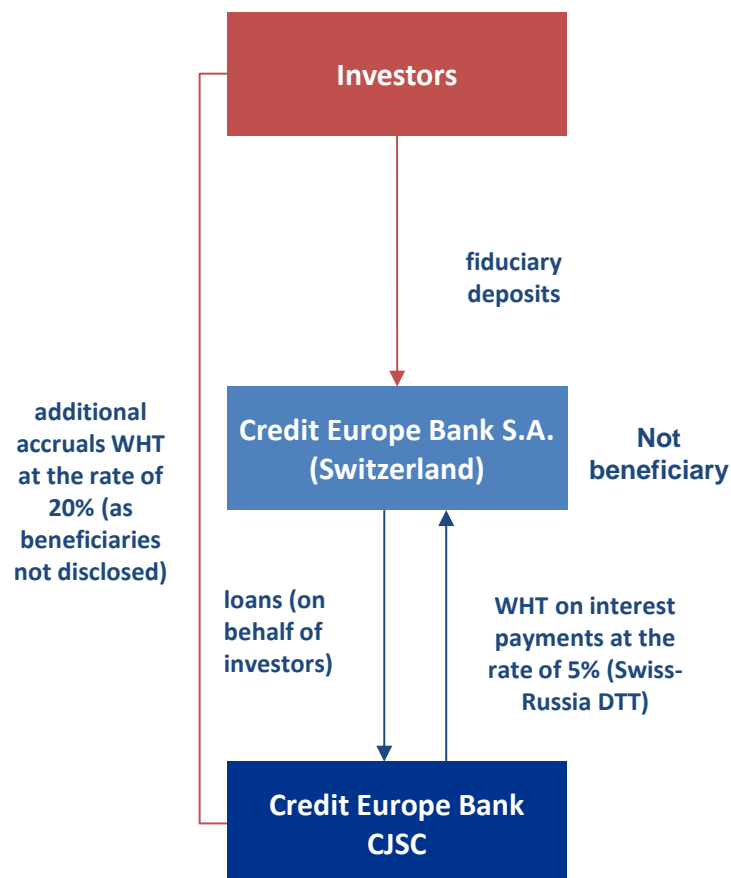 Investors
fiduciary
deposits
Credit Europe Bank S.A.
(Switzerland)
Not
beneficiary
additional
accruals WHT
at the rate of
20% (as
beneficiaries
not disclosed)
loans (on
behalf of
investors)
WHT on interest
payments at the
rate of 5% (Swiss-
Russia DTT)
Credit Europe Bank
CJSC